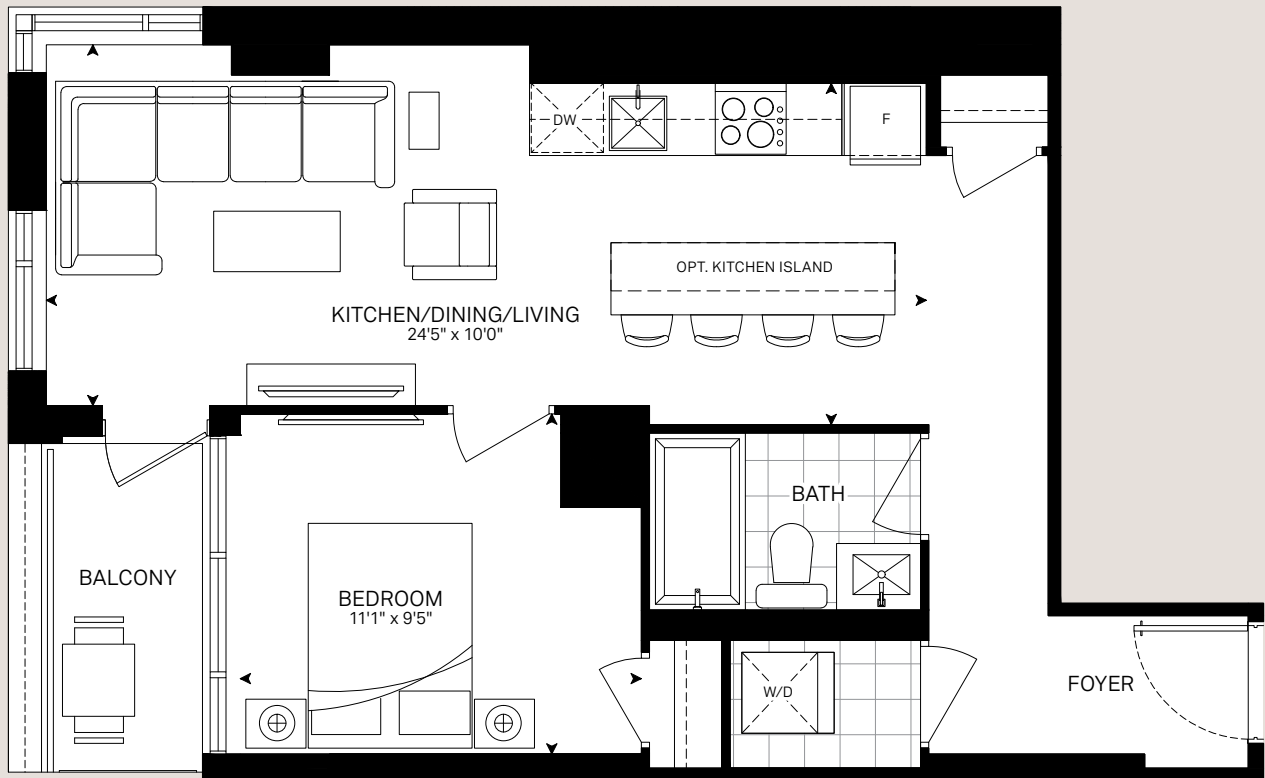 DW
F
OPT. KITCHEN ISLAND
KITCHEN/DINING/LIVING
24'5" x 10'0"
BATH
BALCONY
BEDROOM
11'1" x 9'5"
W/D
FOYER